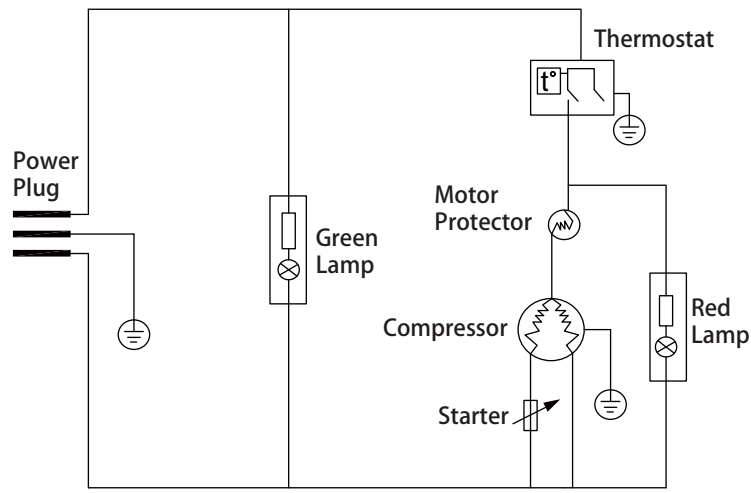 Thermostat
t°
Power
Plug
Motor
Protector
Green
Lamp
Compressor
Red
Lamp
Starter